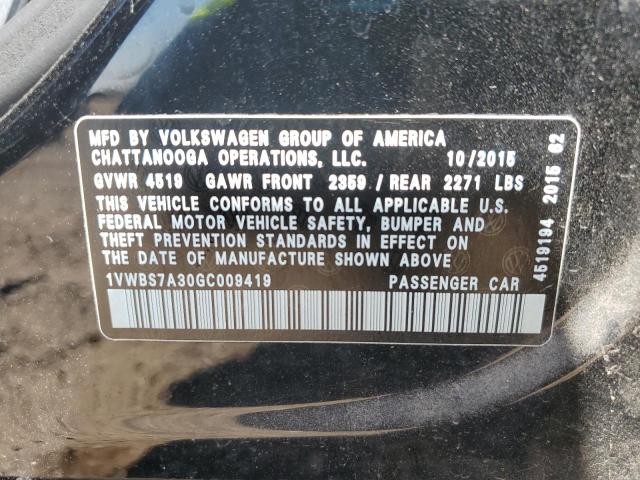 MFD BY VOLKSWAGEN GROUP OF AMERICA
CHATTANOOGA OPERATIONS, LLC. 10/2015
GVWR 4519 GAWR FRONT 2359/REAR 2271 LBS
THIS VEHICLE CONFORMS TO ALL APPLICABLE U.S.
FEDERAL MOTOR VEHICLE SAFETY, BUMPER AND
THEFT PREVENTION STANDARDS IN EFFECT ON
THE DATE OF MANUFACTURE SHOWN ABOVE
1VWBS7A30GC009419 PASSENGER CAR
4519194 2015 62